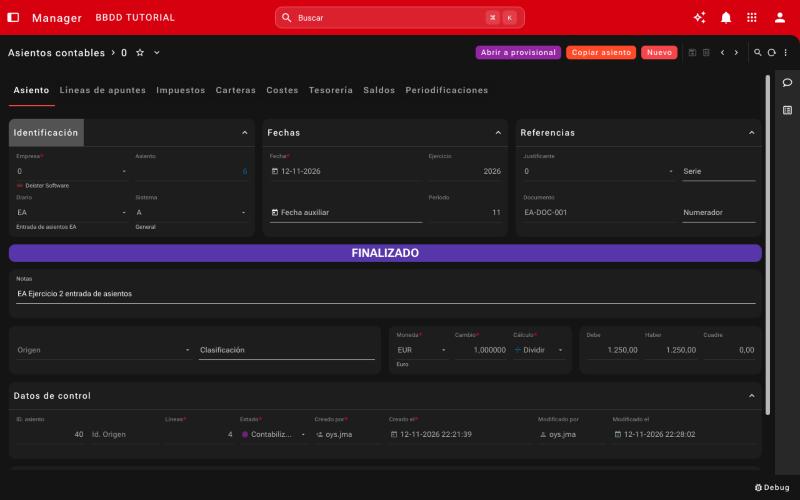 Manager BBDD TUTORIAL Buscar ⌘ K
Asientos contables > 0 Abrir a provisional Copiar asiento Nuevo
Asiento Líneas de apuntes Impuestos Carteras Costes Tesorería Saldos Periodificaciones
Identificación
Empresa* Asiento
0 6
Deister Software
Diario Sistema
EA A
Entrada de asientos EA General
Fechas
Fecha* Ejercicio
12-11-2026 2026
Periodo
Fecha auxiliar 11
Referencias
Justificante
0 Serie
Documento
EA-DOC-001 Numerador
FINALIZADO
Notas
EA Ejercicio 2 entrada de asientos
Origen Clasificación
Moneda* Cambio* Cálculo*
EUR 1,000000 ÷ Dividir
Euro
Debe Haber Cuadre
1.250,00 1.250,00 0,00
Datos de control
ID. asiento Líneas* Estado* Creado por* Creado el* Modificado por Modificado el
40 Id. Origen 4 Contabiliz... oys.jma 12-11-2026 22:21:39 oys.jma 12-11-2026 22:28:02
Debug